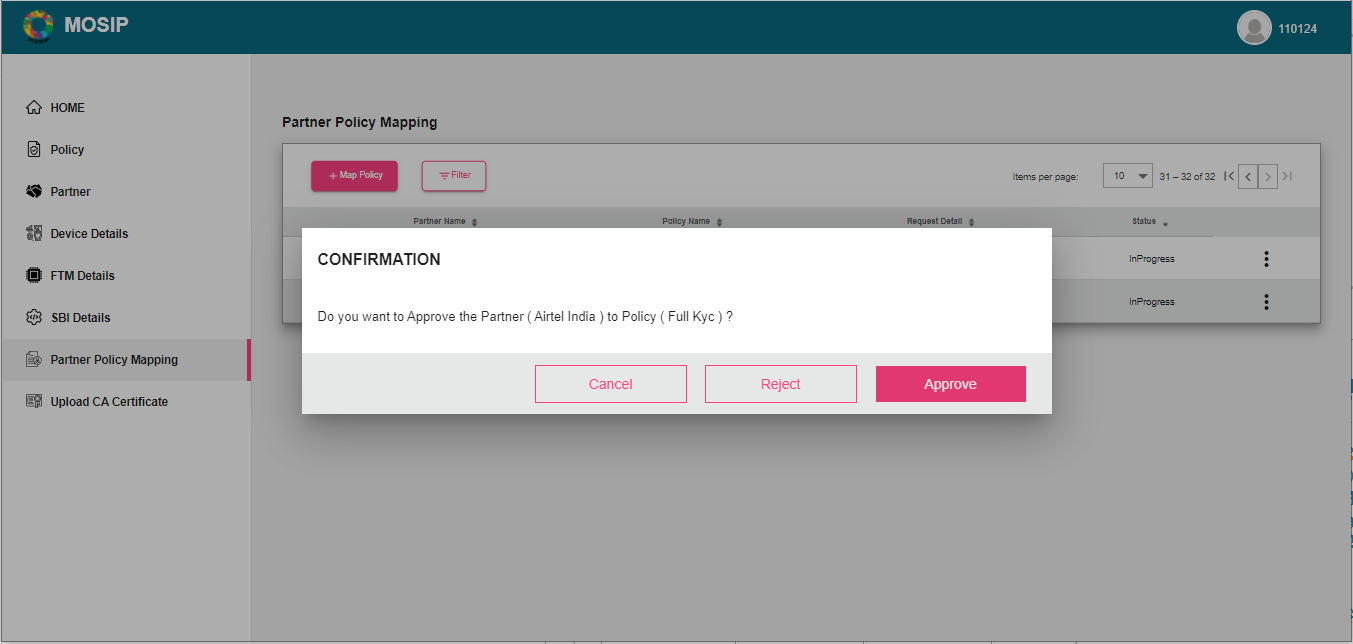 MOSIP
110124
HOME
Policy
Partner
Device Details
FTM Details
SBI Details
Partner Policy Mapping
Upload CA Certificate
Partner Policy Mapping
+ Map Policy
Filter
Items per page:
10
31 – 32 of 32
Partner Name
Policy Name
Request Detail
Status
InProgress
InProgress
CONFIRMATION
Do you want to Approve the Partner ( Airtel India ) to Policy ( Full Kyc ) ?
Cancel
Reject
Approve